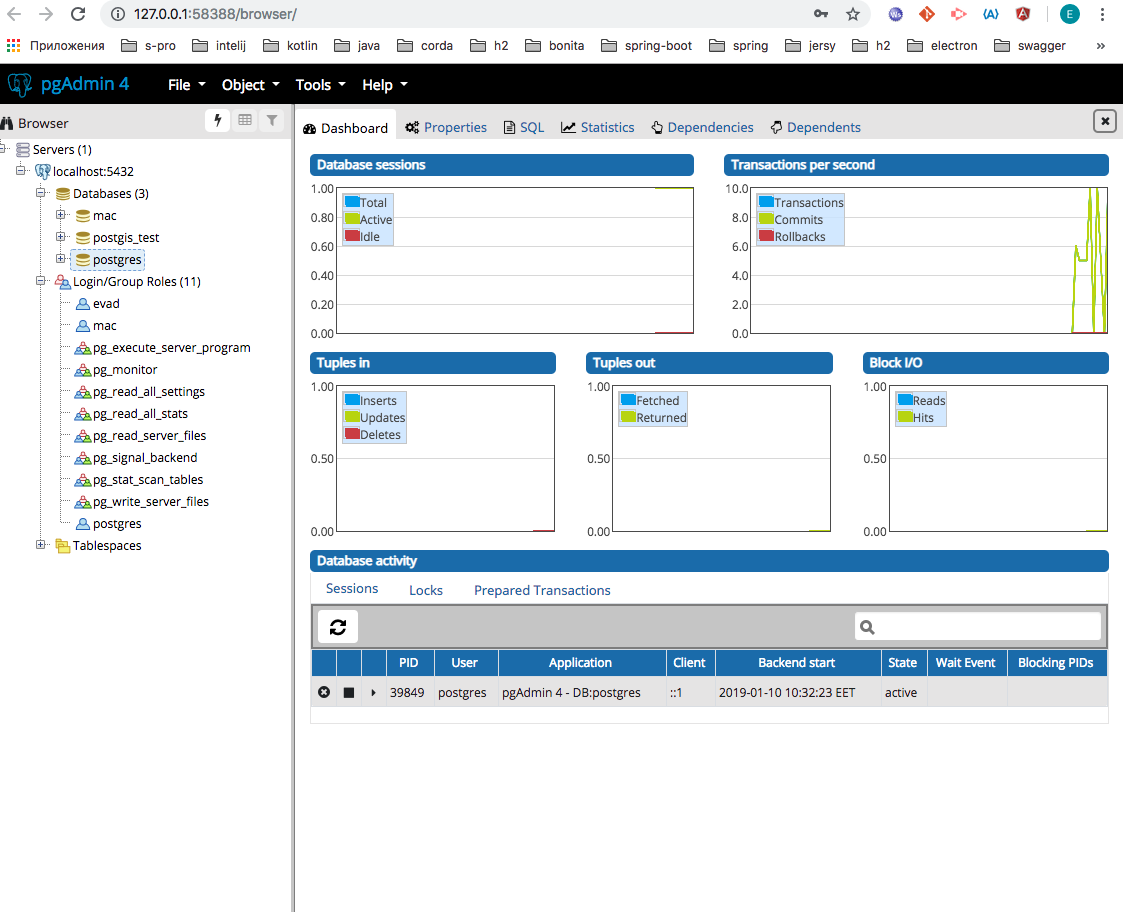 127.0.0.1:58388/browser/
E
Приложения s-pro intelij kotlin java corda h2 bonita spring-boot spring jersy h2 electron swagger »
pgAdmin 4 File Object Tools Help
Browser
Servers (1)
localhost:5432
Databases (3)
mac
postgis_test
postgres
Login/Group Roles (11)
evad
mac
pg_execute_server_program
pg_monitor
pg_read_all_settings
pg_read_all_stats
pg_read_server_files
pg_signal_backend
pg_stat_scan_tables
pg_write_server_files
postgres
Tablespaces
Dashboard Properties SQL Statistics Dependencies Dependents
Database sessions
1.00
0.80
0.60
0.40
0.20
0.00
Total
Active
Idle
Transactions per second
10.0
8.0
6.0
4.0
2.0
0.0
Transactions
Commits
Rollbacks
Tuples in
1.00
0.50
0.00
Inserts
Updates
Deletes
Tuples out
1.00
0.50
0.00
Fetched
Returned
Block I/O
1.00
0.50
0.00
Reads
Hits
Database activity
Sessions Locks Prepared Transactions
PID User Application Client Backend start State Wait Event Blocking PIDs
39849 postgres pgAdmin 4 - DB:postgres ::1 2019-01-10 10:32:23 EET active